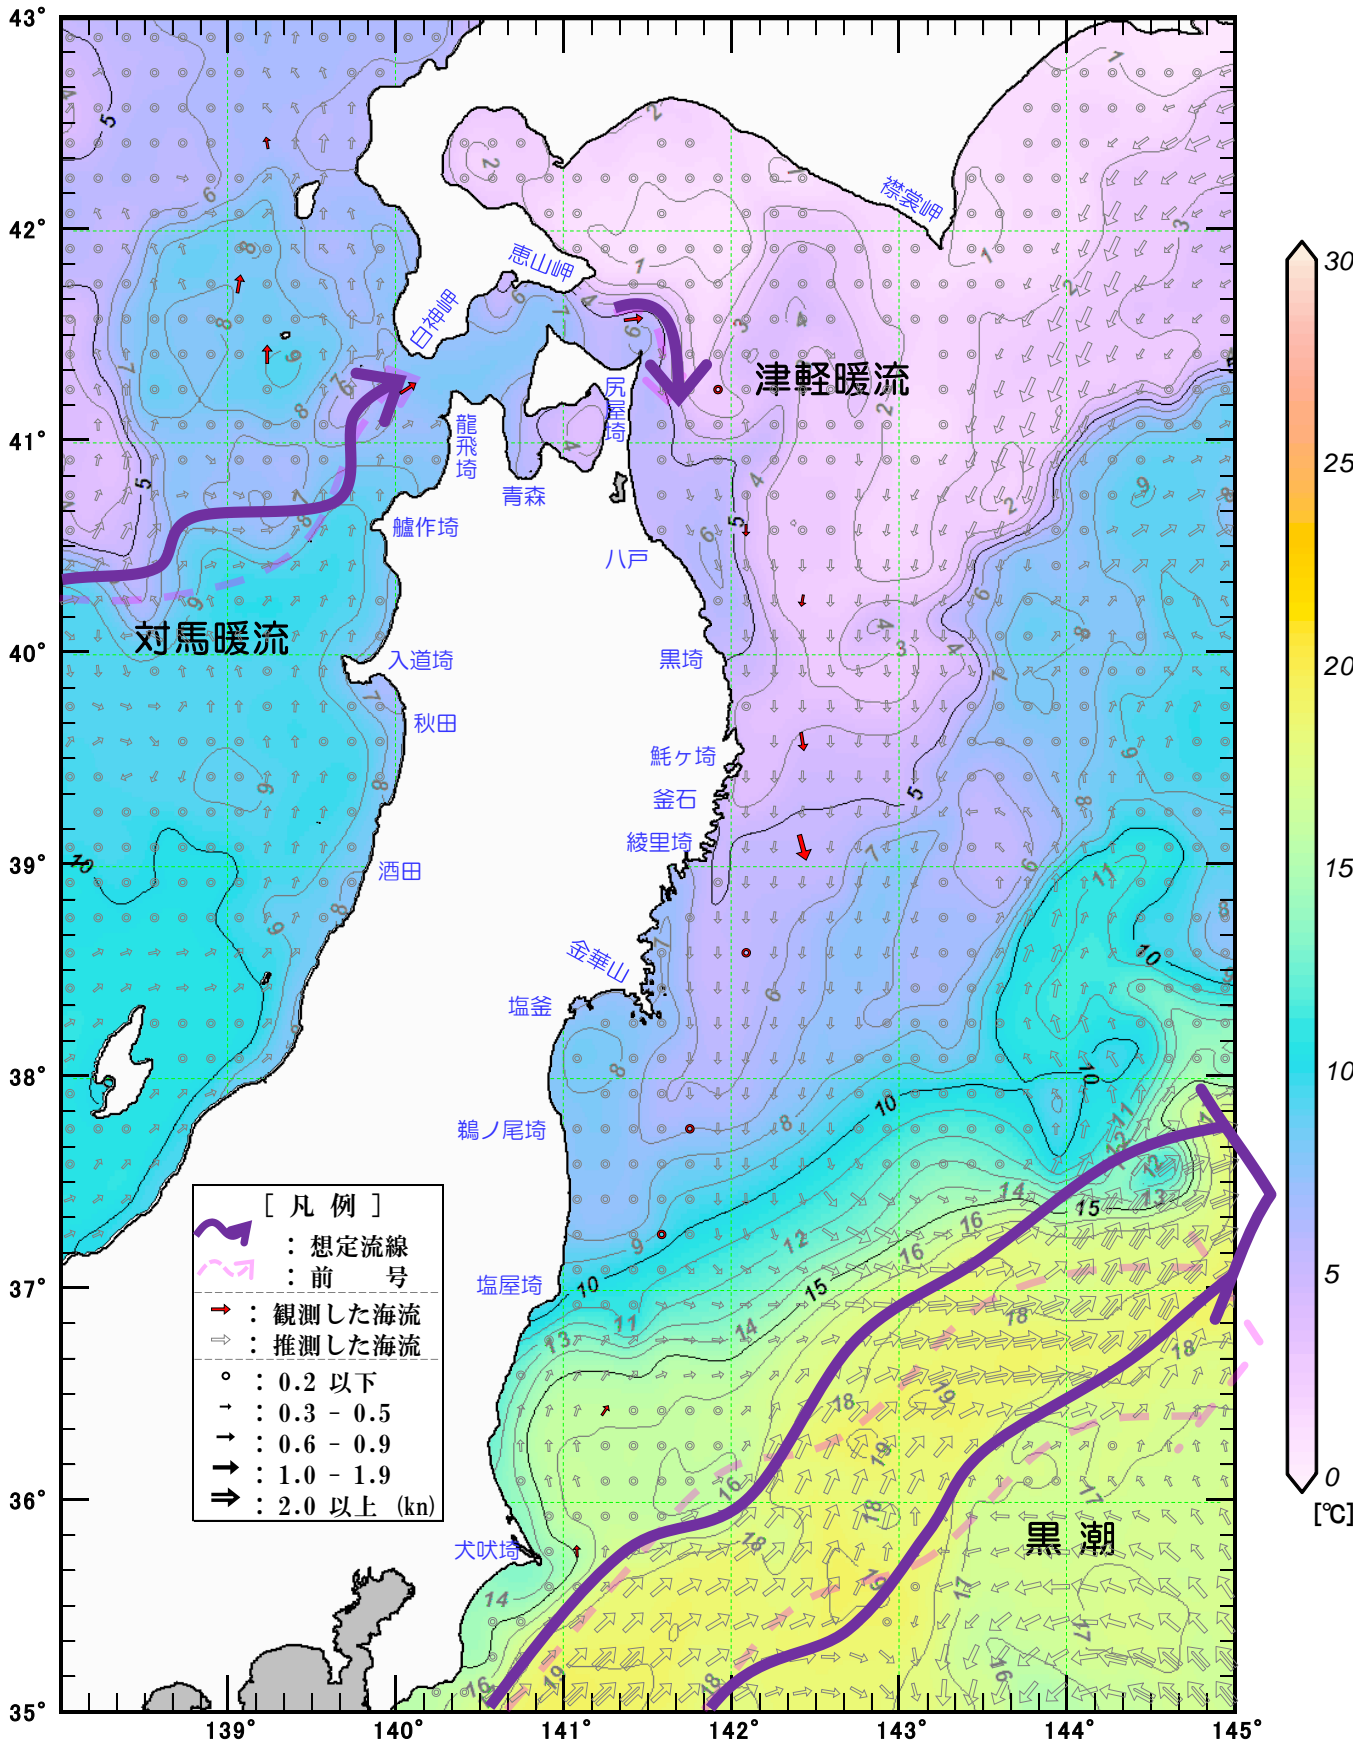 43°
42°
41°
40°
39°
38°
37°
36°
35°
139°
140°
141°
142°
143°
144°
145°
襟裳岬
恵山岬
白神岬
津軽暖流
尻屋埼
龍飛埼
青森
艫作埼
八戸
対馬暖流
入道埼
黒埼
秋田
魹ヶ埼
釜石
綾里埼
酒田
金華山
塩釜
鵜ノ尾埼
塩屋埼
犬吠埼
黒潮
[ 凡 例 ]
: 想定流線
: 前 号
: 観測した海流
: 推測した海流
: 0.2 以下
: 0.3 - 0.5
: 0.6 - 0.9
: 1.0 - 1.9
: 2.0 以上 (kn)
30
25
20
15
10
5
0
[℃]